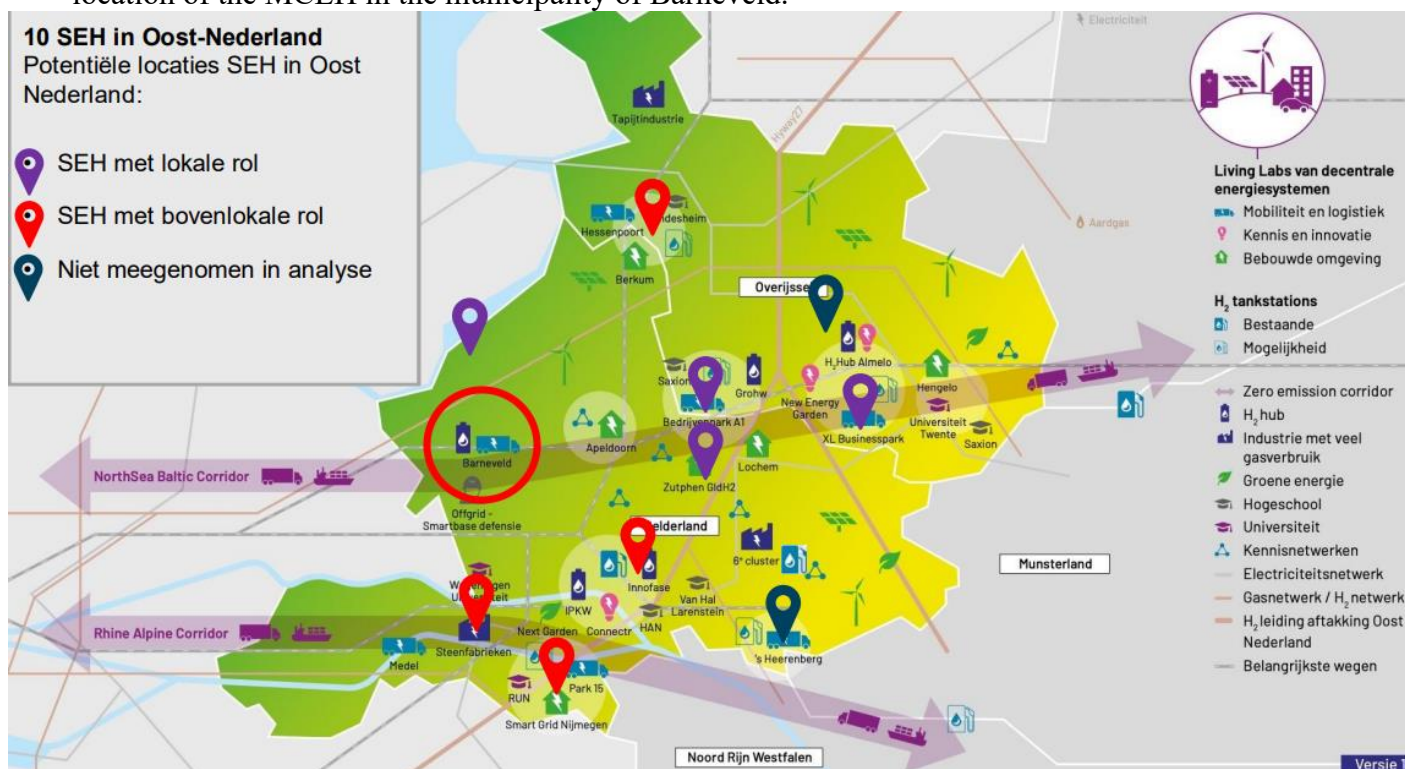 location of the MCEH in the municipality of Barneveld.
10 SEH in Oost-Nederland
Potentiële locaties SEH in Oost
Nederland:
SEH met lokale rol
SEH met bovenlokale rol
Niet meegenomen in analyse
Electriciteit
Tapijtindustrie
Hyway27
Aardgas
Living Labs van decentrale
energiesystemen
Mobiliteit en logistiek
Kennis en innovatie
Bebouwde omgeving
H₂ tankstations
Bestaande
Mogelijkheid
Zero emission corridor
H₂ hub
Industrie met veel
gasverbruik
Groene energie
Hogeschool
Universiteit
Kennisnetwerken
Electriciteitsnetwerk
Gasnetwerk / H₂ netwerk
H₂ leiding aftakking Oost
Nederland
Belangrijkste wegen
Hessenpoort
Berkum
H₂Hub Almelo
Saxion
Grohw
New Energy
Garden
Hengelo
Bedrijvenpark A1
XL Businesspark
Universiteit
Twente
Saxion
Apeldoorn
Barneveld
Lochem
Zutphen GldH2
NorthSea Baltic Corridor
Offgrid -
Smartbase defensie
6ᵉ cluster
Munsterland
Innofase
IPKW
Van Hal
Larenstein
Next Garden
Connectr
HAN
Rhine Alpine Corridor
Steenfabrieken
Medel
's Heerenberg
RUN
Park 15
Smart Grid Nijmegen
Noord Rijn Westfalen
Versie 1